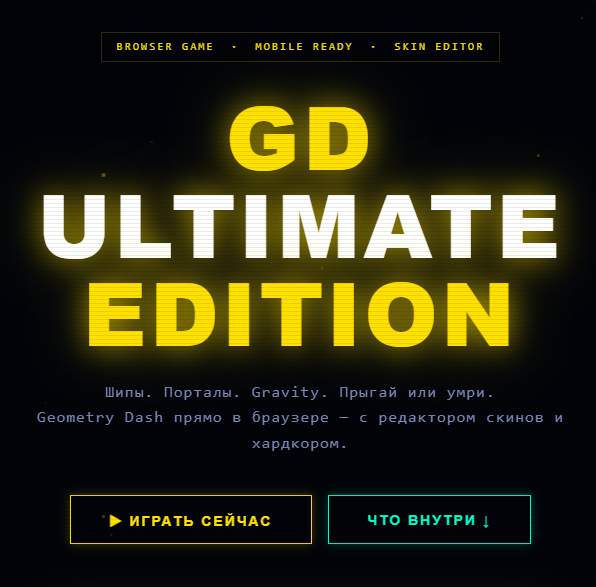 BROWSER GAME · MOBILE READY · SKIN EDITOR
GD
ULTIMATE
EDITION
Шипы. Порталы. Gravity. Прыгай или умри.
Geometry Dash прямо в браузере — с редактором скинов и
хардкором.
▶ ИГРАТЬ СЕЙЧАС
ЧТО ВНУТРИ ↓